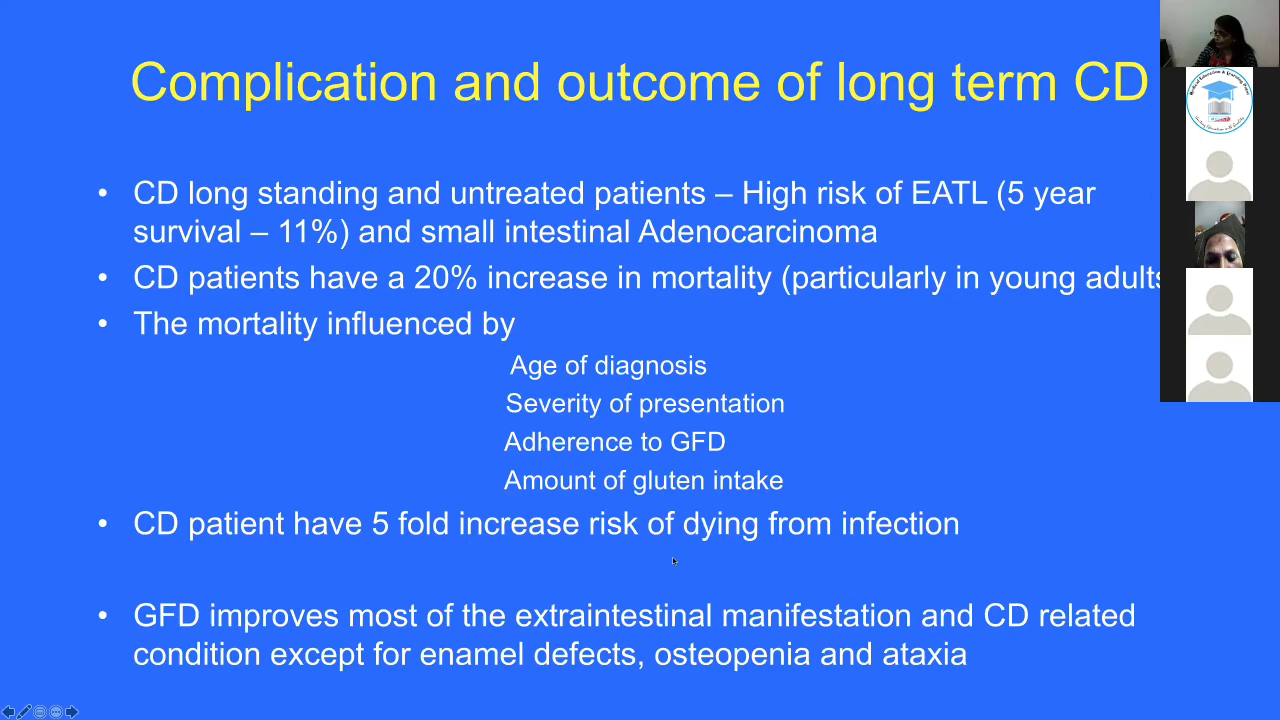 Complication and outcome of long term CD
• CD long standing and untreated patients – High risk of EATL (5 year
survival – 11%) and small intestinal Adenocarcinoma
• CD patients have a 20% increase in mortality (particularly in young adults
• The mortality influenced by
Age of diagnosis
Severity of presentation
Adherence to GFD
Amount of gluten intake
• CD patient have 5 fold increase risk of dying from infection
• GFD improves most of the extraintestinal manifestation and CD related
condition except for enamel defects, osteopenia and ataxia